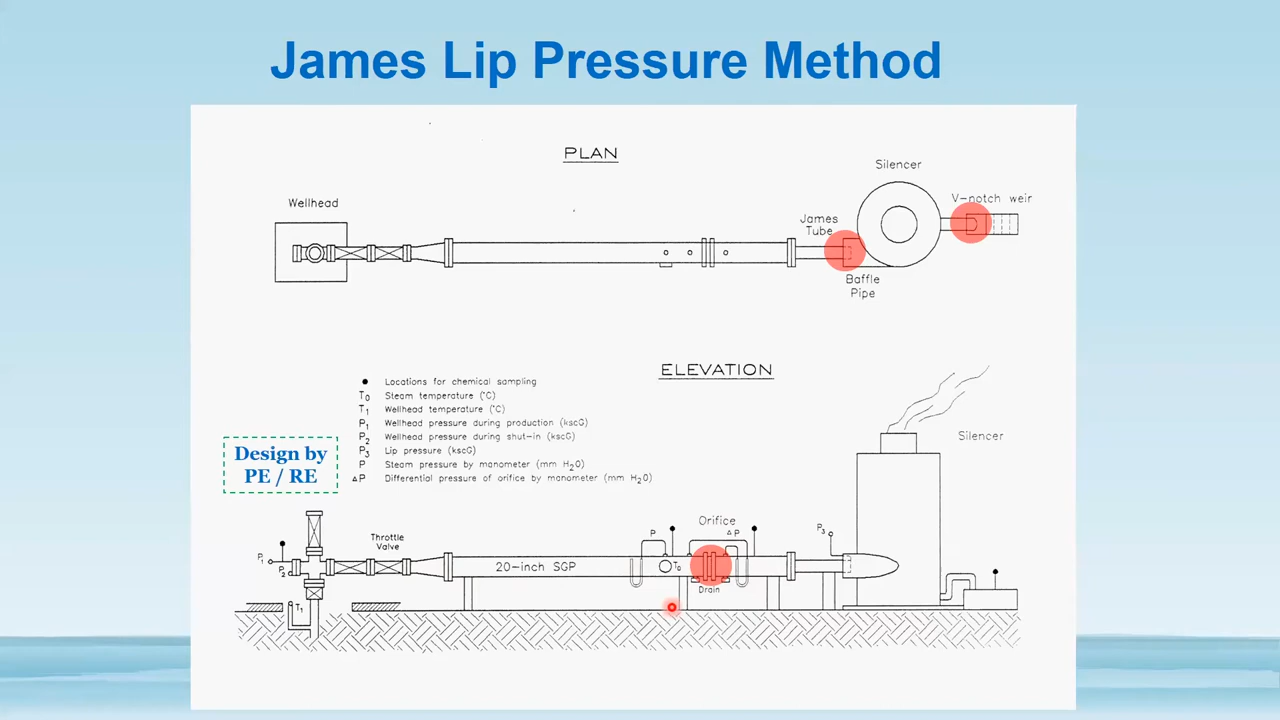 James Lip Pressure Method
PLAN
Silencer
Wellhead
V-notch weir
James
Tube
Baffle
Pipe
ELEVATION
Locations for chemical sampling
T0 Steam temperature (°C)
T1 Wellhead temperature (°C)
P1 Wellhead pressure during production (kscG)
P2 Wellhead pressure during shut-in (kscG)
P3 Lip pressure (kscG)
P Steam pressure by manometer (mm H2O)
△P Differential pressure of orifice by manometer (mm H2O)
Design by
PE / RE
Silencer
Throttle
Valve
Orifice
P
△P
P3
P1
P2
20-inch SGP
T0
Drain
T1